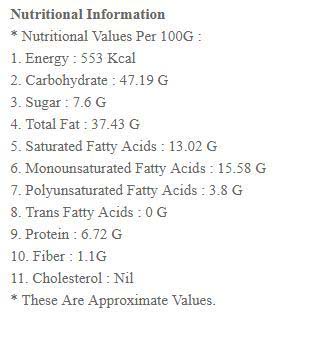 Nutritional Information
* Nutritional Values Per 100G :
1. Energy : 553 Kcal
2. Carbohydrate : 47.19 G
3. Sugar : 7.6 G
4. Total Fat : 37.43 G
5. Saturated Fatty Acids : 13.02 G
6. Monounsaturated Fatty Acids : 15.58 G
7. Polyunsaturated Fatty Acids : 3.8 G
8. Trans Fatty Acids : 0 G
9. Protein : 6.72 G
10. Fiber : 1.1G
11. Cholesterol : Nil
* These Are Approximate Values.